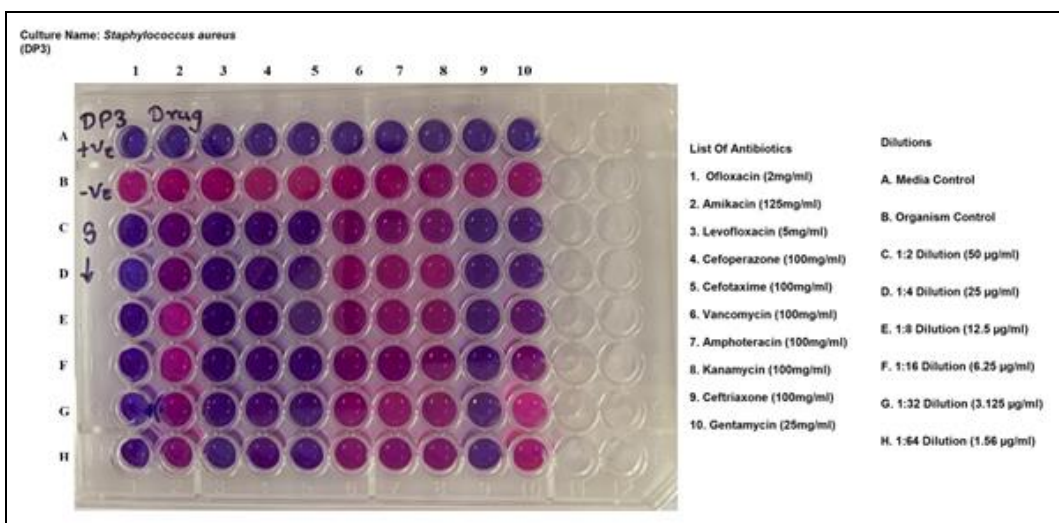 Culture Name: Staphylococcus aureus
(DP3)
1 2 3 4 5 6 7 8 9 10
DP3 Drug
A
+ve
B
-VE
C
S
D
↓
E
F
G
H
List Of Antibiotics
1. Ofloxacin (2mg/ml)
2. Amikacin (125mg/ml)
3. Levofloxacin (5mg/ml)
4. Cefoperazone (100mg/ml)
5. Cefotaxime (100mg/ml)
6. Vancomycin (100mg/ml)
7. Amphoteracin (100mg/ml)
8. Kanamycin (100mg/ml)
9. Ceftriaxone (100mg/ml)
10. Gentamycin (25mg/ml)
Dilutions
A. Media Control
B. Organism Control
C. 1:2 Dilution (50 µg/ml)
D. 1:4 Dilution (25 µg/ml)
E. 1:8 Dilution (12.5 µg/ml)
F. 1:16 Dilution (6.25 µg/ml)
G. 1:32 Dilution (3.125 µg/ml)
H. 1:64 Dilution (1.56 µg/ml)